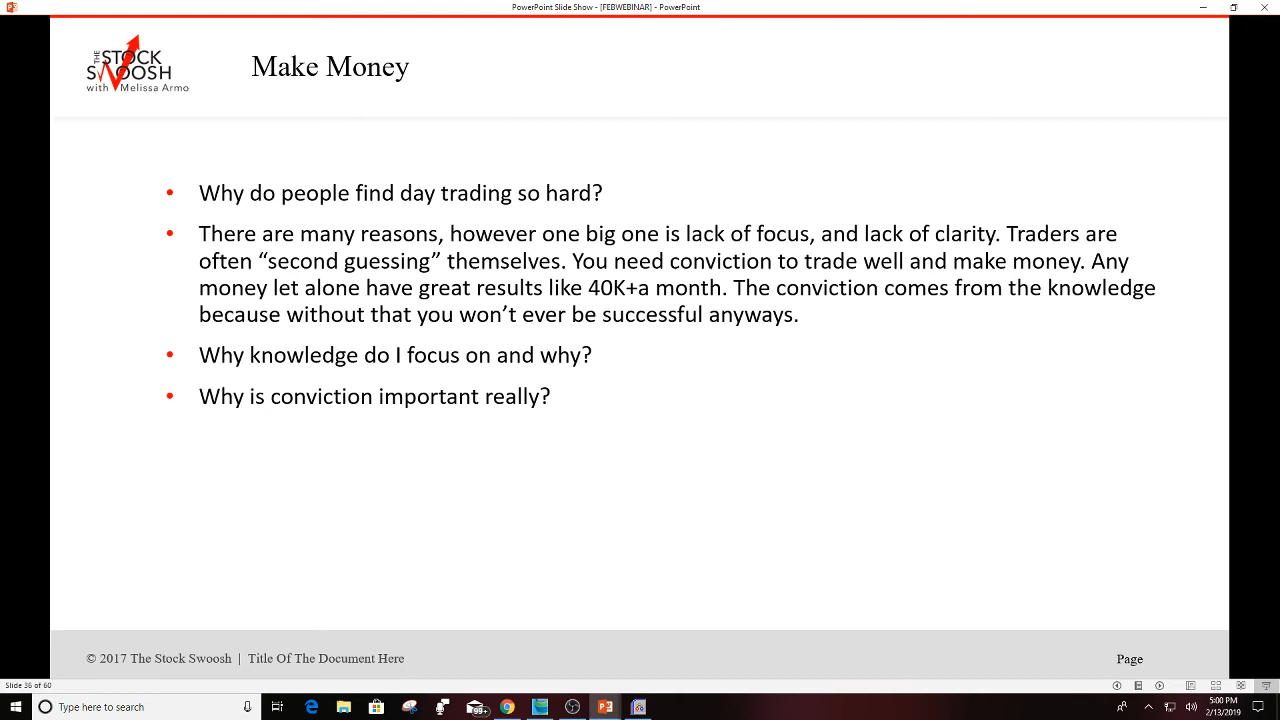 PowerPoint Slide Show - [FEBWEBINAR] - PowerPoint
THE STOCK
SWOOSH
with Melissa Armo
Make Money
• Why do people find day trading so hard?
• There are many reasons, however one big one is lack of focus, and lack of clarity. Traders are
often “second guessing” themselves. You need conviction to trade well and make money. Any
money let alone have great results like 40K+a month. The conviction comes from the knowledge
because without that you won’t ever be successful anyways.
• Why knowledge do I focus on and why?
• Why is conviction important really?
© 2017 The Stock Swoosh | Title Of The Document Here
Page
Slide 36 of 60
Type here to search
99+
5:00 PM
2/13/2019